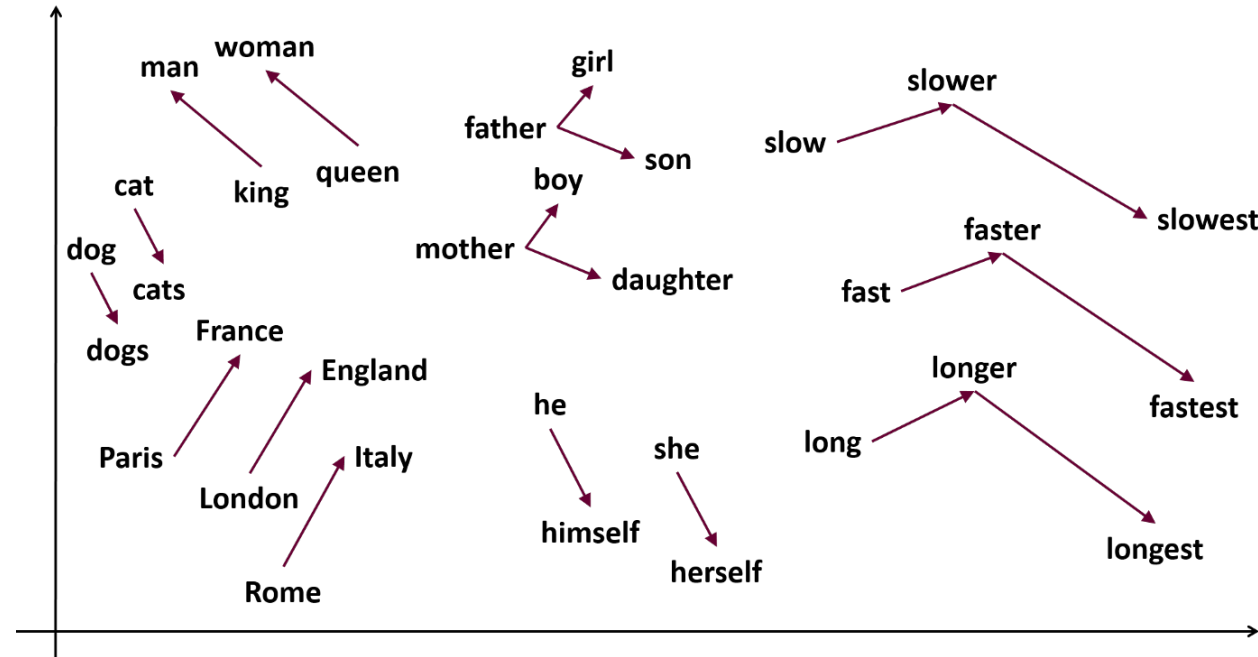 woman
man
king
queen
cat
dog
cats
dogs
France
England
Paris
Italy
London
Rome
girl
father
son
boy
mother
daughter
he
she
himself
herself
slower
slow
slowest
faster
fast
fastest
longer
long
longest